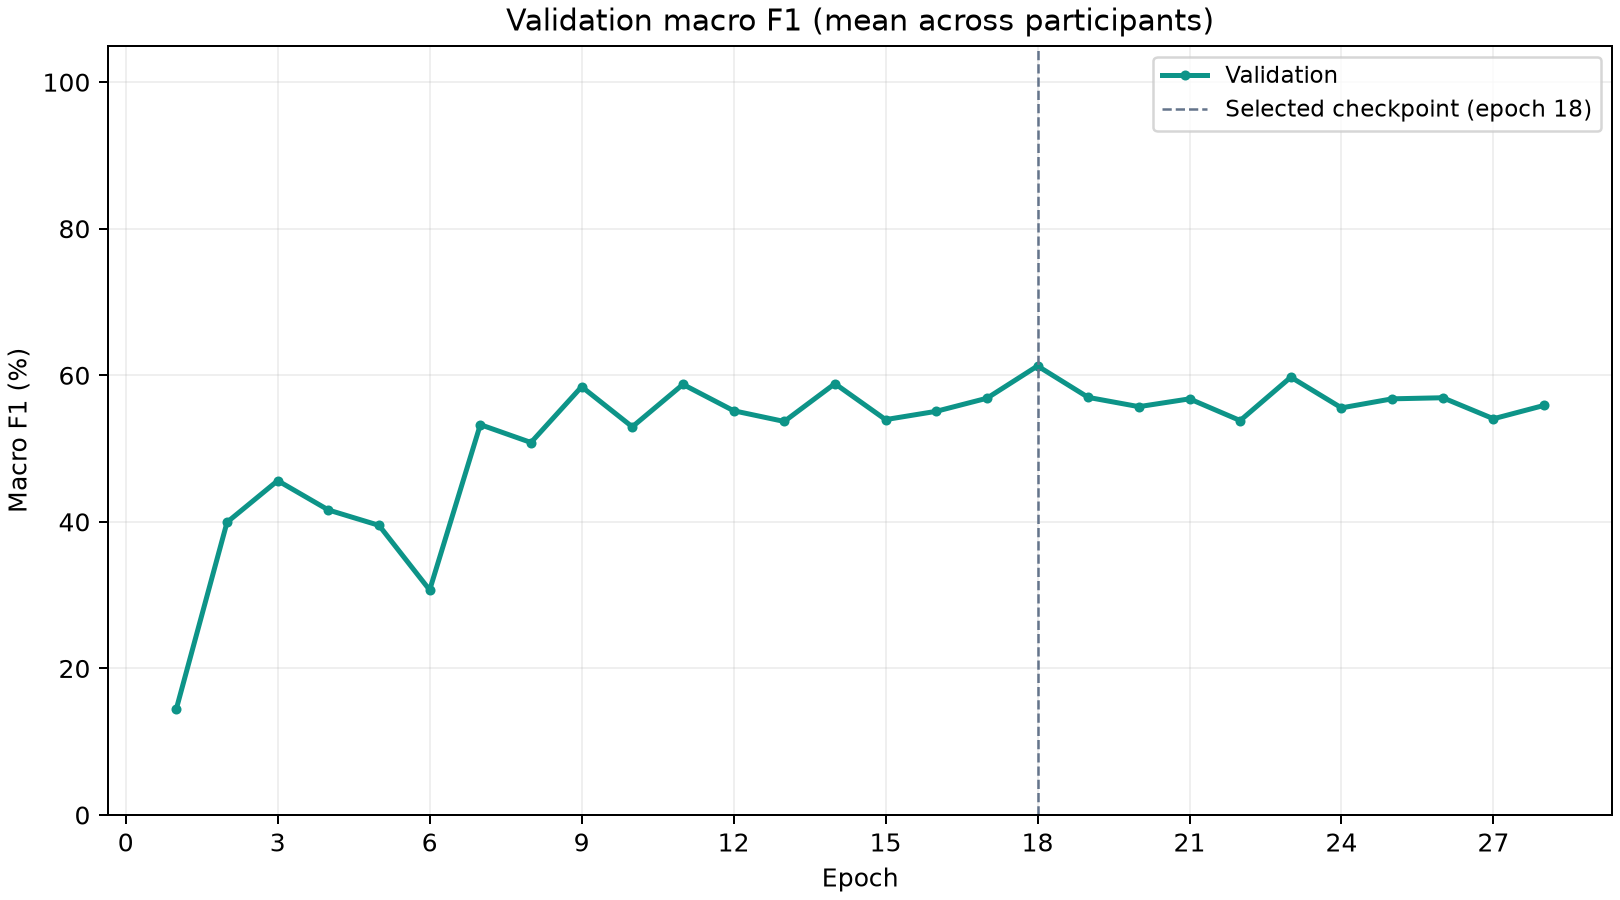 Validation macro F1 (mean across participants)
Validation
Selected checkpoint (epoch 18)
Macro F1 (%)
100
80
60
40
20
0
0 3 6 9 12 15 18 21 24 27
Epoch